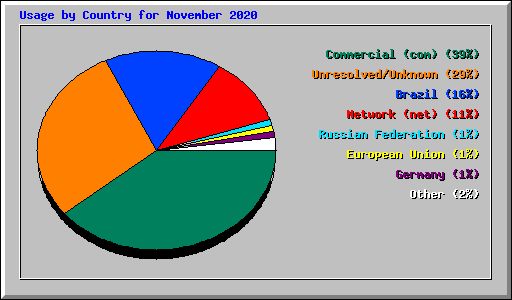 Usage by Country for November 2020
Commercial (com) (39%)
Unresolved/Unknown (29%)
Brazil (16%)
Network (net) (11%)
Russian Federation (1%)
European Union (1%)
Germany (1%)
Other (2%)